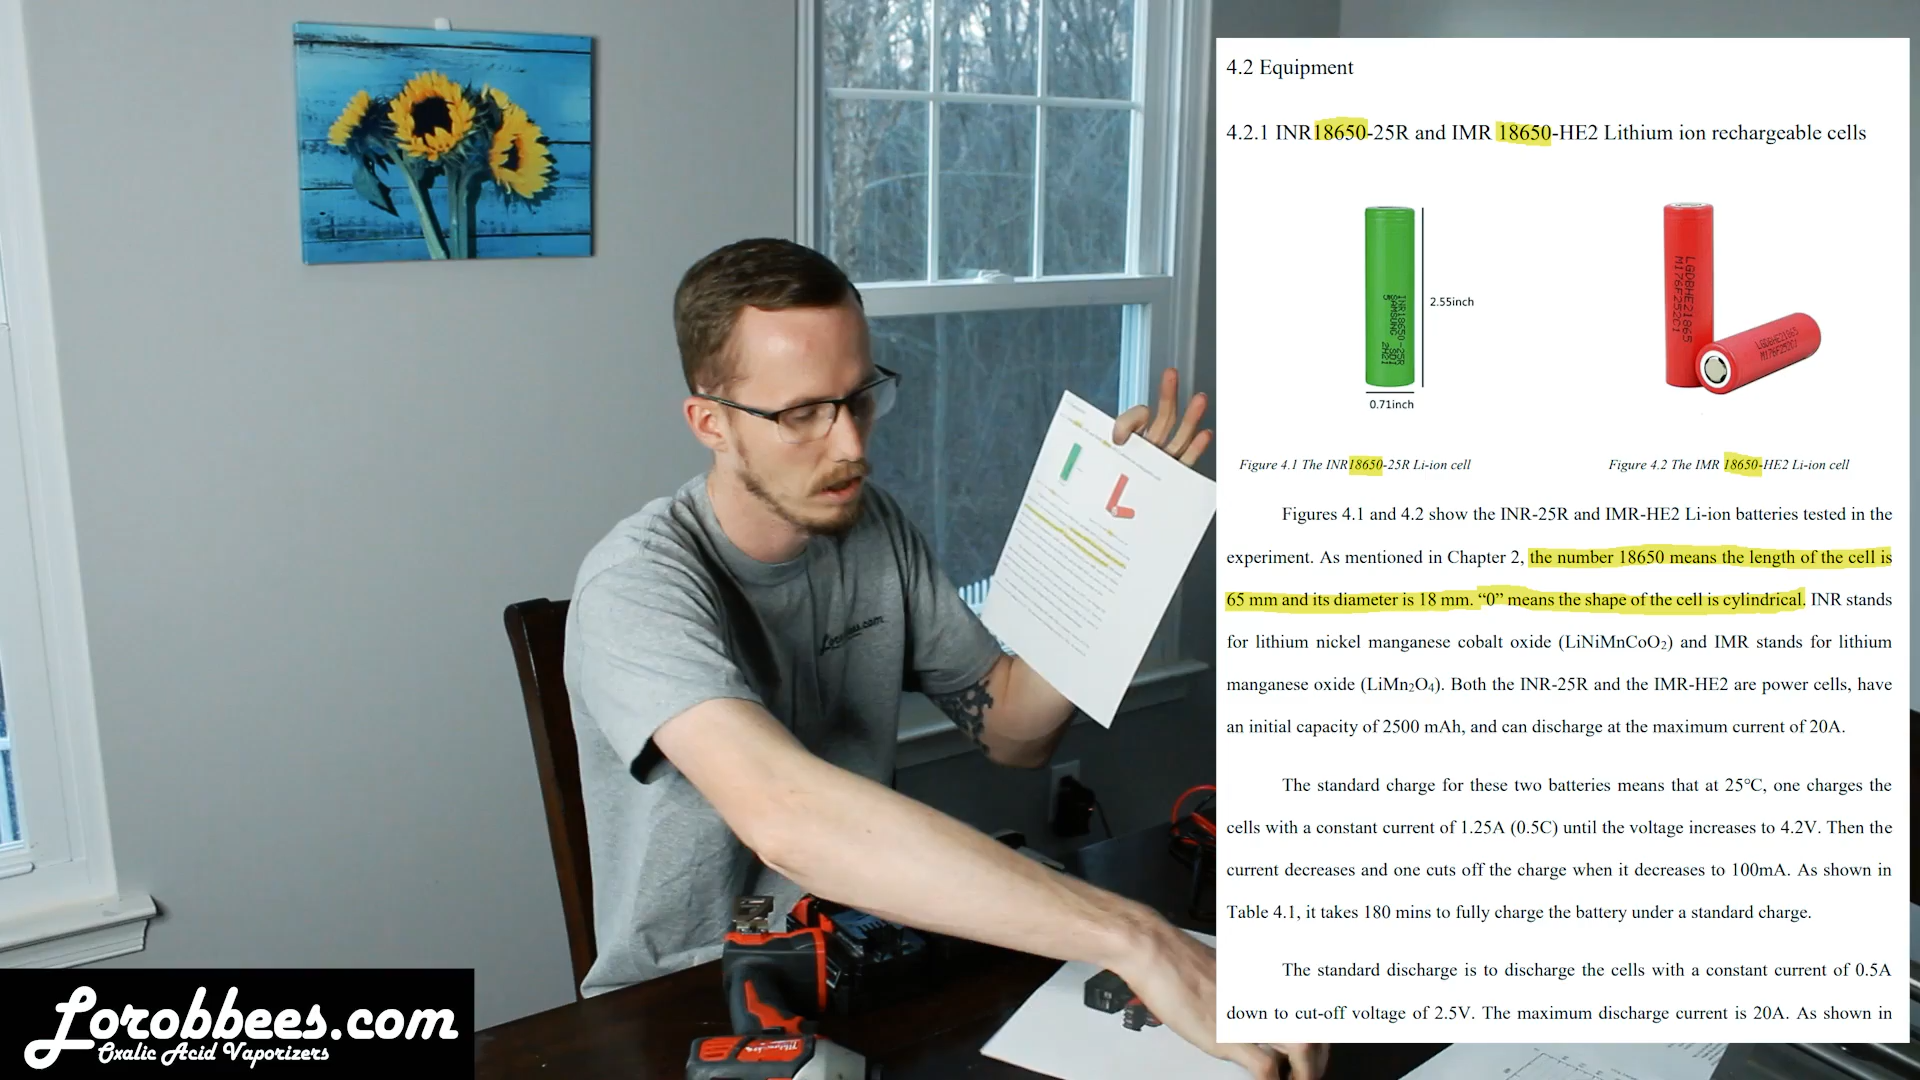 4.2 Equipment
4.2.1 INR18650-25R and IMR 18650-HE2 Lithium ion rechargeable cells
INR18650-25R
SAMSUNG SDI
2.55inch
0.71inch
LGDBHE21865
M176F252C1
LGDBHE21865
M176F252C1
Figure 4.1 The INR18650-25R Li-ion cell
Figure 4.2 The IMR 18650-HE2 Li-ion cell
Figures 4.1 and 4.2 show the INR-25R and IMR-HE2 Li-ion batteries tested in the
experiment. As mentioned in Chapter 2, the number 18650 means the length of the cell is
65 mm and its diameter is 18 mm. “0” means the shape of the cell is cylindrical. INR stands
for lithium nickel manganese cobalt oxide (LiNiMnCoO₂) and IMR stands for lithium
manganese oxide (LiMn₂O₄). Both the INR-25R and the IMR-HE2 are power cells, have
an initial capacity of 2500 mAh, and can discharge at the maximum current of 20A.
The standard charge for these two batteries means that at 25℃, one charges the
cells with a constant current of 1.25A (0.5C) until the voltage increases to 4.2V. Then the
current decreases and one cuts off the charge when it decreases to 100mA. As shown in
Table 4.1, it takes 180 mins to fully charge the battery under a standard charge.
The standard discharge is to discharge the cells with a constant current of 0.5A
down to cut-off voltage of 2.5V. The maximum discharge current is 20A. As shown in
Lorobbees.com
Milwaukee
Lorobbees.com
Oxalic Acid Vaporizers